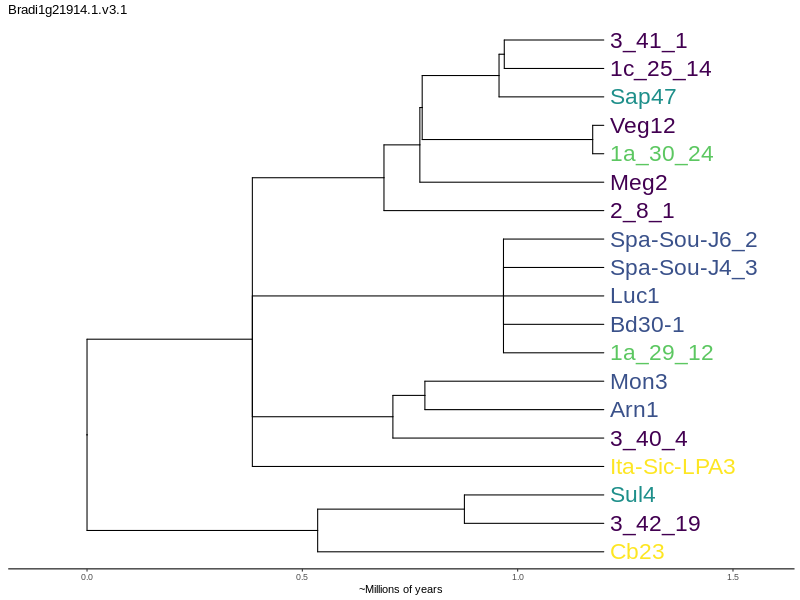 Bradi1g21914.1.v3.1
3_41_1
1c_25_14
Sap47
Veg12
1a_30_24
Meg2
2_8_1
Spa-Sou-J6_2
Spa-Sou-J4_3
Luc1
Bd30-1
1a_29_12
Mon3
Arn1
3_40_4
Ita-Sic-LPA3
Sul4
3_42_19
Cb23
0.0 0.5 1.0 1.5
~Millions of years